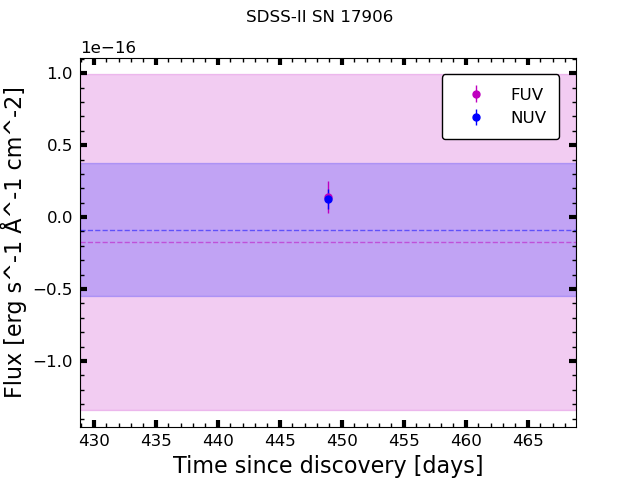 SDSS-II SN 17906
1e−16
1.0
0.5
0.0
−0.5
−1.0
Flux [erg s^-1 Å^-1 cm^-2]
FUV
NUV
430 435 440 445 450 455 460 465
Time since discovery [days]